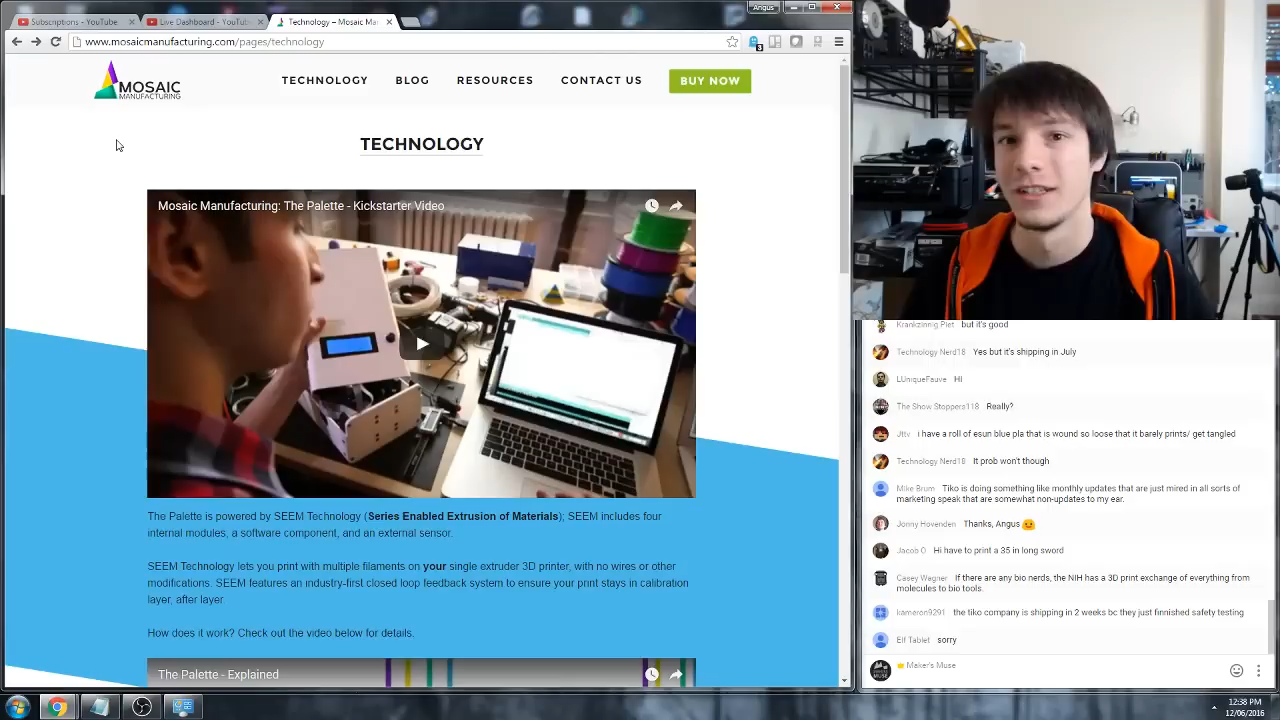 Subscriptions - YouTube
Live Dashboard - YouTube
Technology – Mosaic Ma
Angus
www.mosaicmanufacturing.com/pages/technology
3
MOSAIC
MANUFACTURING
TECHNOLOGY
BLOG
RESOURCES
CONTACT US
BUY NOW
TECHNOLOGY
Mosaic Manufacturing: The Palette - Kickstarter Video
The Palette is powered by SEEM Technology (Series Enabled Extrusion of Materials); SEEM includes four
internal modules, a software component, and an external sensor.
SEEM Technology lets you print with multiple filaments on your single extruder 3D printer, with no wires or other
modifications. SEEM features an industry-first closed loop feedback system to ensure your print stays in calibration
layer, after layer.
How does it work? Check out the video below for details.
The Palette - Explained
Krankzinnig Plet but it's good
Technology Nerd18 Yes but it's shipping in July
LUniqueFauve Hi
The Show Stoppers118 Really?
Jttv i have a roll of esun blue pla that is wound so loose that it barely prints/ get tangled
Technology Nerd18 It prob won't though
Mike Brum Tiko is doing something like monthly updates that are just mired in all sorts of
marketing speak that are somewhat non-updates to my ear.
Jonny Hovenden Thanks, Angus
Jacob O Hi have to print a 35 in long sword
Casey Wagner If there are any bio nerds, the NIH has a 3D print exchange of everything from
molecules to bio tools.
kameron9291 the tiko company is shipping in 2 weeks bc they just finnished safety testing
Elf Tablet sorry
Maker's Muse
12:38 PM
12/06/2016